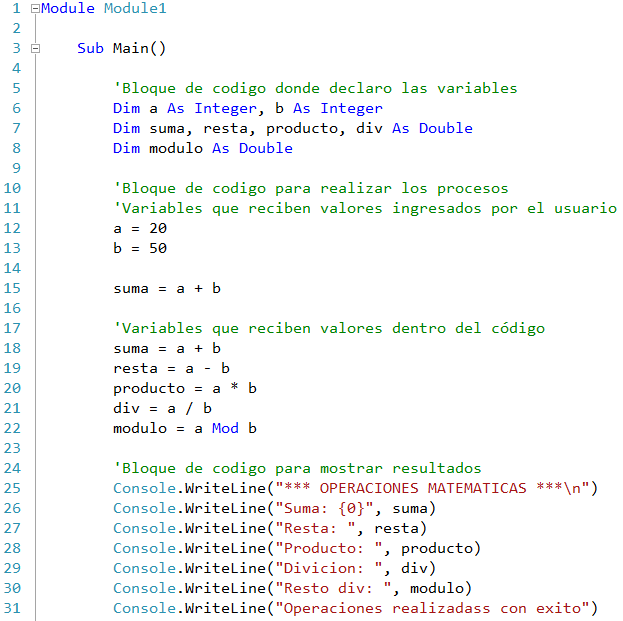 1 Module Module1
2
3 Sub Main()
4
5 'Bloque de codigo donde declaro las variables
6 Dim a As Integer, b As Integer
7 Dim suma, resta, producto, div As Double
8 Dim modulo As Double
9
10 'Bloque de codigo para realizar los procesos
11 'Variables que reciben valores ingresados por el usuario
12 a = 20
13 b = 50
14
15 suma = a + b
16
17 'Variables que reciben valores dentro del código
18 suma = a + b
19 resta = a - b
20 producto = a * b
21 div = a / b
22 modulo = a Mod b
23
24 'Bloque de codigo para mostrar resultados
25 Console.WriteLine("*** OPERACIONES MATEMATICAS ***\n")
26 Console.WriteLine("Suma: {0}", suma)
27 Console.WriteLine("Resta: ", resta)
28 Console.WriteLine("Producto: ", producto)
29 Console.WriteLine("Divicion: ", div)
30 Console.WriteLine("Resto div: ", modulo)
31 Console.WriteLine("Operaciones realizadass con exito")